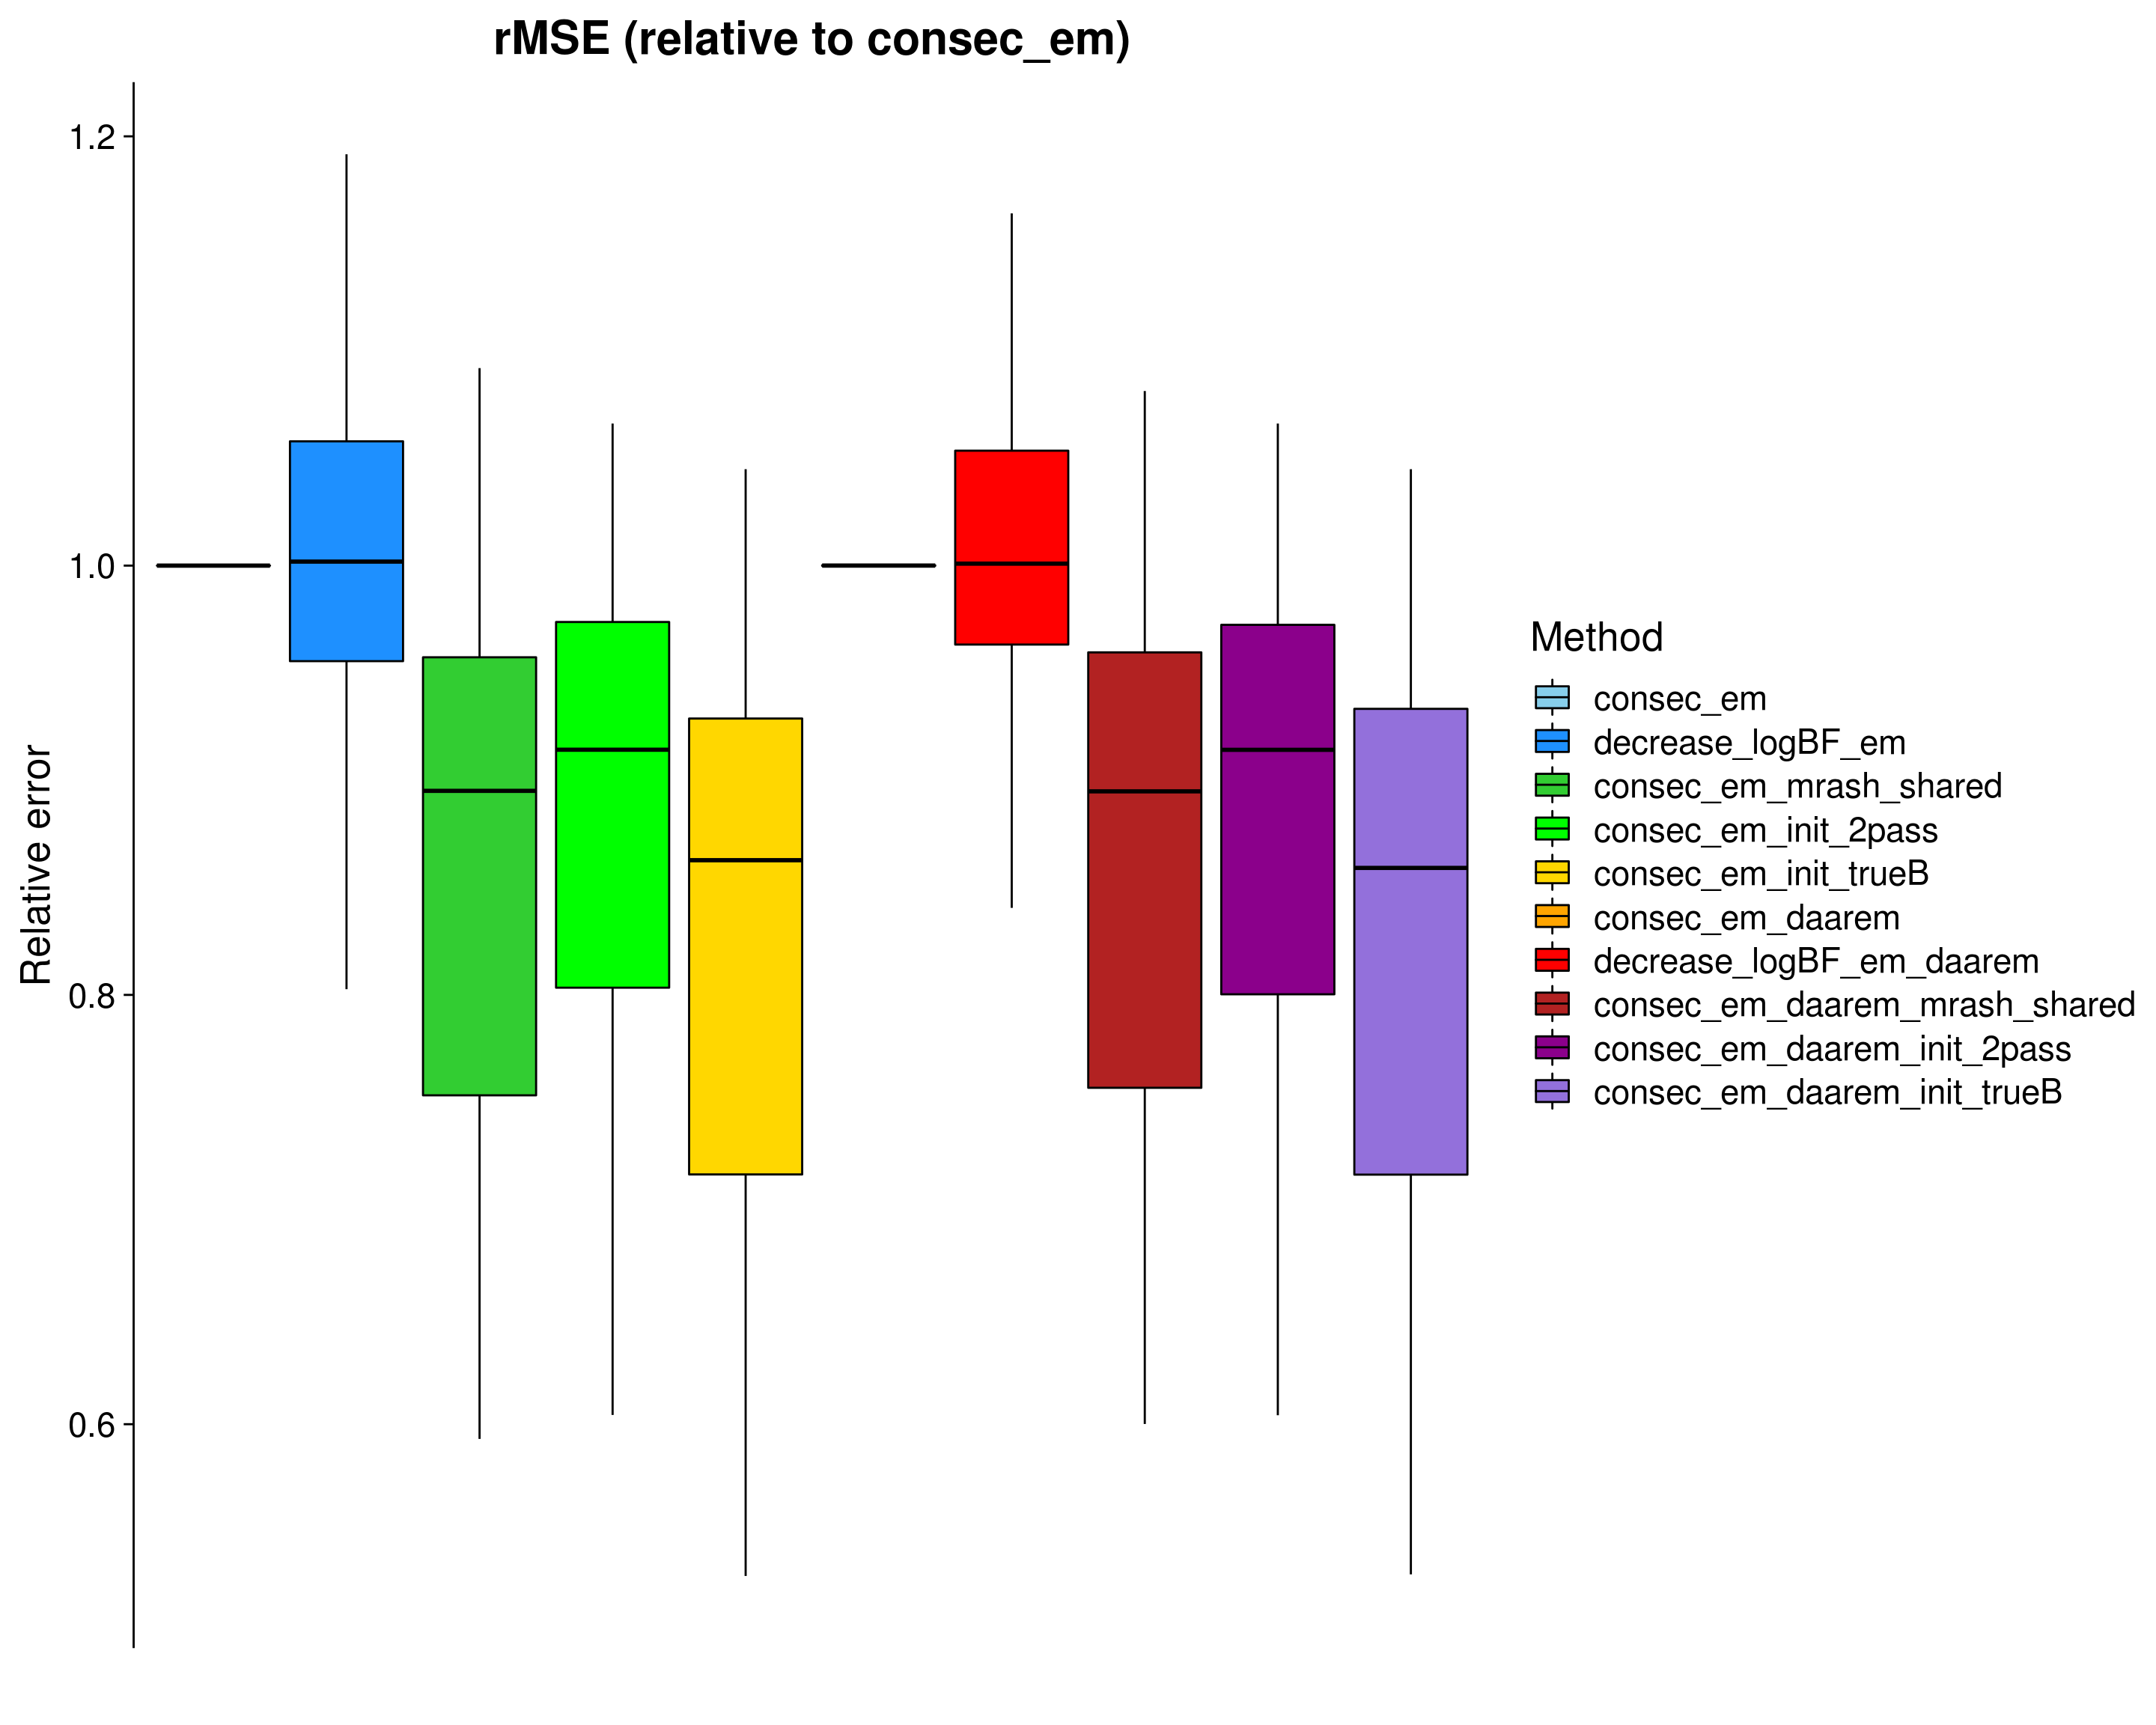 rMSE (relative to consec_em)
Relative error
1.2
1.0
0.8
0.6
Method
consec_em
decrease_logBF_em
consec_em_mrash_shared
consec_em_init_2pass
consec_em_init_trueB
consec_em_daarem
decrease_logBF_em_daarem
consec_em_daarem_mrash_shared
consec_em_daarem_init_2pass
consec_em_daarem_init_trueB